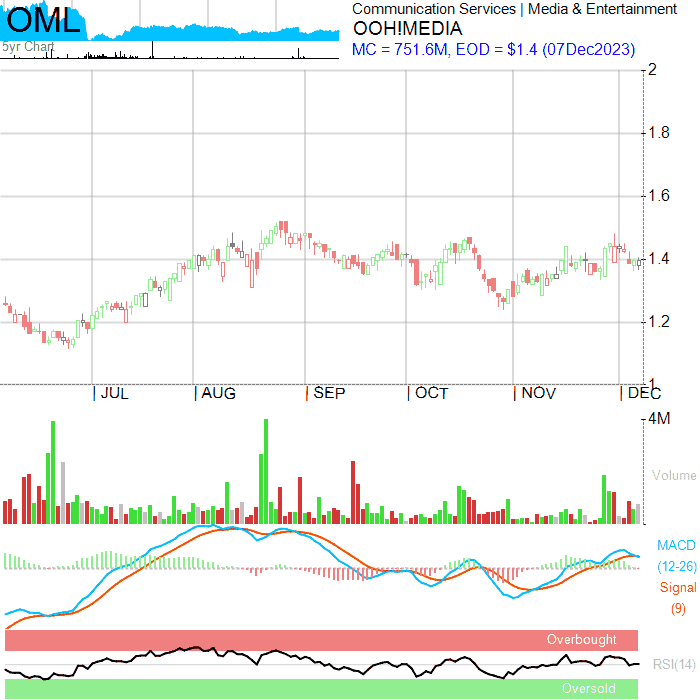 OML
5yr Chart
Communication Services | Media & Entertainment
OOH!MEDIA
MC = 751.6M, EOD = $1.4 (07Dec2023)
2
1.8
1.6
1.4
1.2
1
JUL AUG SEP OCT NOV DEC
4M
Volume
MACD
(12-26)
Signal
(9)
Overbought
RSI(14)
Oversold